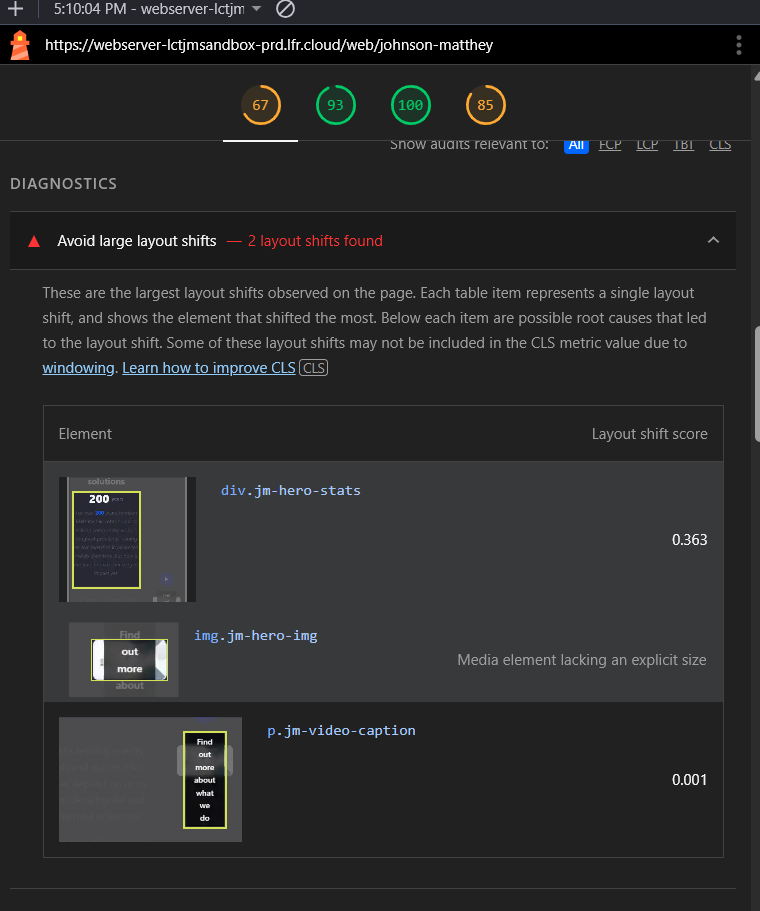 5:10:04 PM - webserver-lctjm
https://webserver-lctjmsandbox-prd.lfr.cloud/web/johnson-matthey
67 93 100 85
Show audits relevant to: All FCP LCP TBT CLS
DIAGNOSTICS
Avoid large layout shifts — 2 layout shifts found
These are the largest layout shifts observed on the page. Each table item represents a single layout
shift, and shows the element that shifted the most. Below each item are possible root causes that led
to the layout shift. Some of these layout shifts may not be included in the CLS metric value due to
windowing. Learn how to improve CLS CLS
Element Layout shift score
solutions
200
div.jm-hero-stats
0.363
Find
out
more
about
img.jm-hero-img
Media element lacking an explicit size
Find
out
more
about
what
we
do
p.jm-video-caption
0.001